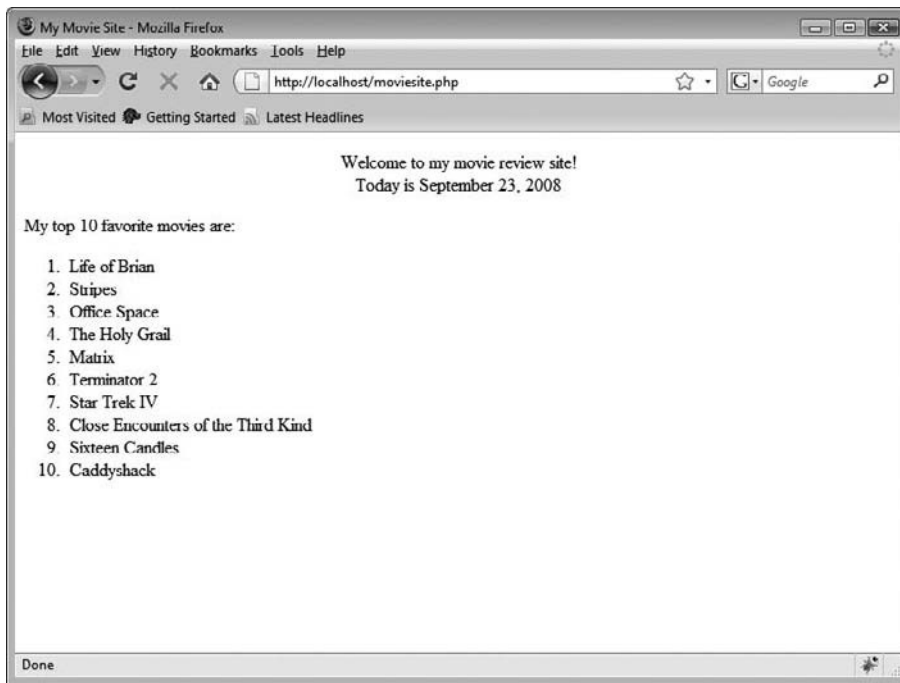 My Movie Site - Mozilla Firefox
File Edit View History Bookmarks Tools Help
http://localhost/moviesite.php
G Google
Most Visited Getting Started Latest Headlines
Welcome to my movie review site!
Today is September 23, 2008
My top 10 favorite movies are:
1. Life of Brian
2. Stripes
3. Office Space
4. The Holy Grail
5. Matrix
6. Terminator 2
7. Star Trek IV
8. Close Encounters of the Third Kind
9. Sixteen Candles
10. Caddyshack
Done